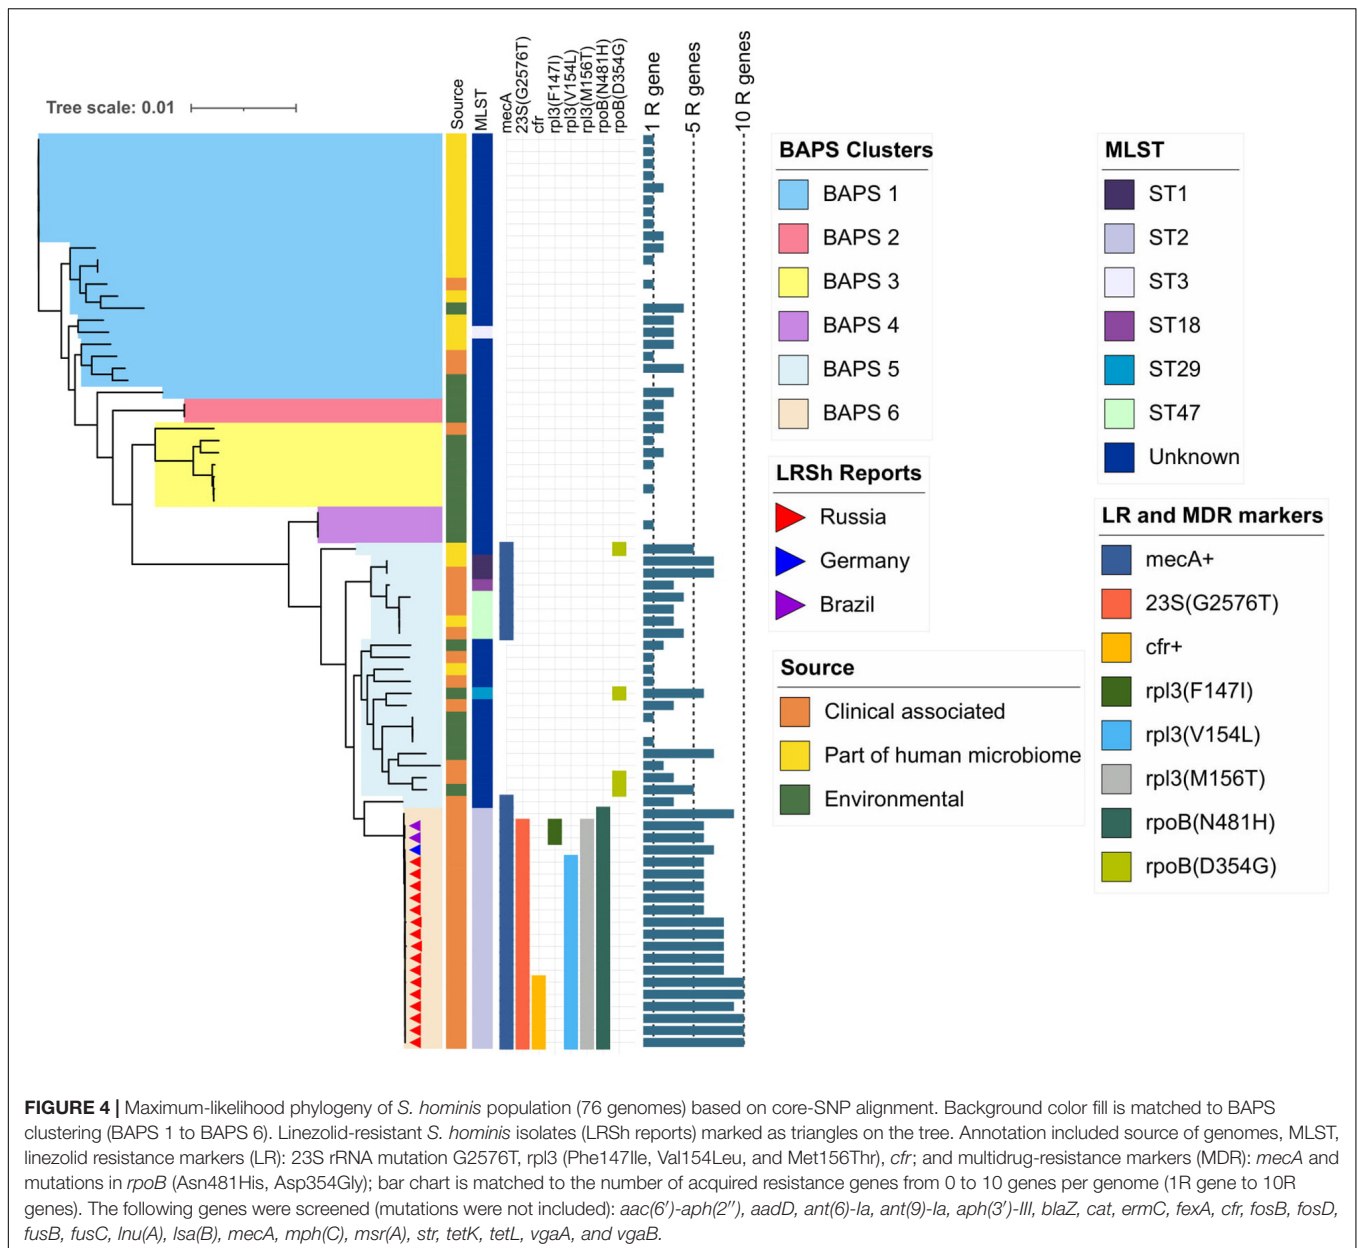 Tree scale: 0.01
Source
MLST
mecA
23S(G2576T)
cfr
rpl3(F147I)
rpl3(V154L)
rpl3(M156T)
rpoB(N481H)
rpoB(D354G)
-1 R gene
-5 R genes
-10 R genes
BAPS Clusters
BAPS 1
BAPS 2
BAPS 3
BAPS 4
BAPS 5
BAPS 6
LRSh Reports
Russia
Germany
Brazil
Source
Clinical associated
Part of human microbiome
Environmental
MLST
ST1
ST2
ST3
ST18
ST29
ST47
Unknown
LR and MDR markers
mecA+
23S(G2576T)
cfr+
rpl3(F147I)
rpl3(V154L)
rpl3(M156T)
rpoB(N481H)
rpoB(D354G)
FIGURE 4 | Maximum-likelihood phylogeny of S. hominis population (76 genomes) based on core-SNP alignment. Background color fill is matched to BAPS
clustering (BAPS 1 to BAPS 6). Linezolid-resistant S. hominis isolates (LRSh reports) marked as triangles on the tree. Annotation included source of genomes, MLST,
linezolid resistance markers (LR): 23S rRNA mutation G2576T, rpl3 (Phe147Ile, Val154Leu, and Met156Thr), cfr; and multidrug-resistance markers (MDR): mecA and
mutations in rpoB (Asn481His, Asp354Gly); bar chart is matched to the number of acquired resistance genes from 0 to 10 genes per genome (1R gene to 10R
genes). The following genes were screened (mutations were not included): aac(6′)-aph(2″), aadD, ant(6)-Ia, ant(9)-Ia, aph(3′)-III, blaZ, cat, ermC, fexA, cfr, fosB, fosD,
fusB, fusC, lnu(A), lsa(B), mecA, mph(C), msr(A), str, tetK, tetL, vgaA, and vgaB.